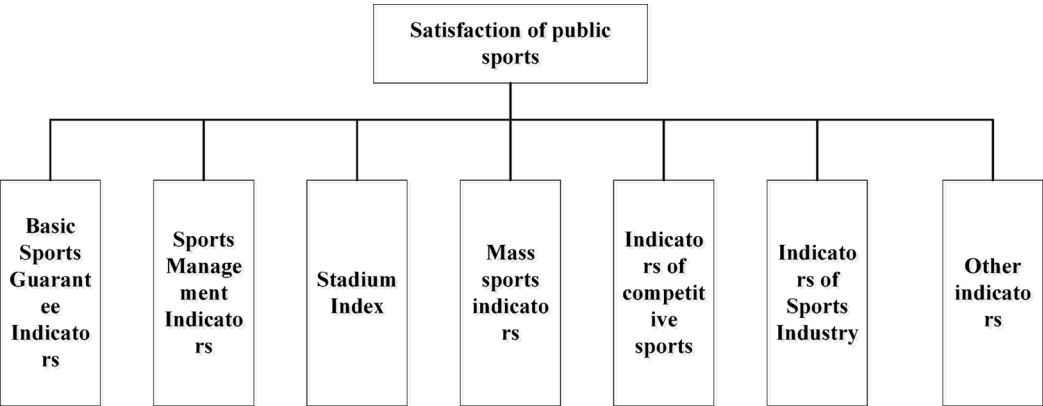 Satisfaction of public
sports
Basic
Sports
Guarant
ee
Indicato
rs
Sports
Manage
ment
Indicato
rs
Stadium
Index
Mass
sports
indicato
rs
Indicato
rs of
competit
ive
sports
Indicato
rs of
Sports
Industry
Other
indicato
rs